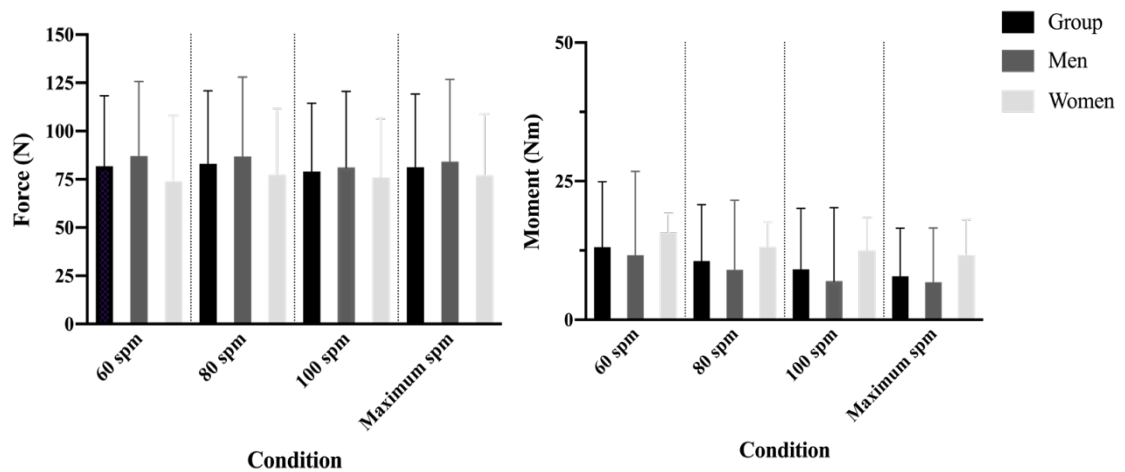 150
125
100
75
50
25
0
Force (N)
60 spm
80 spm
100 spm
Maximum spm
Condition
50
25
0
Moment (Nm)
60 spm
80 spm
100 spm
Maximum spm
Condition
Group
Men
Women